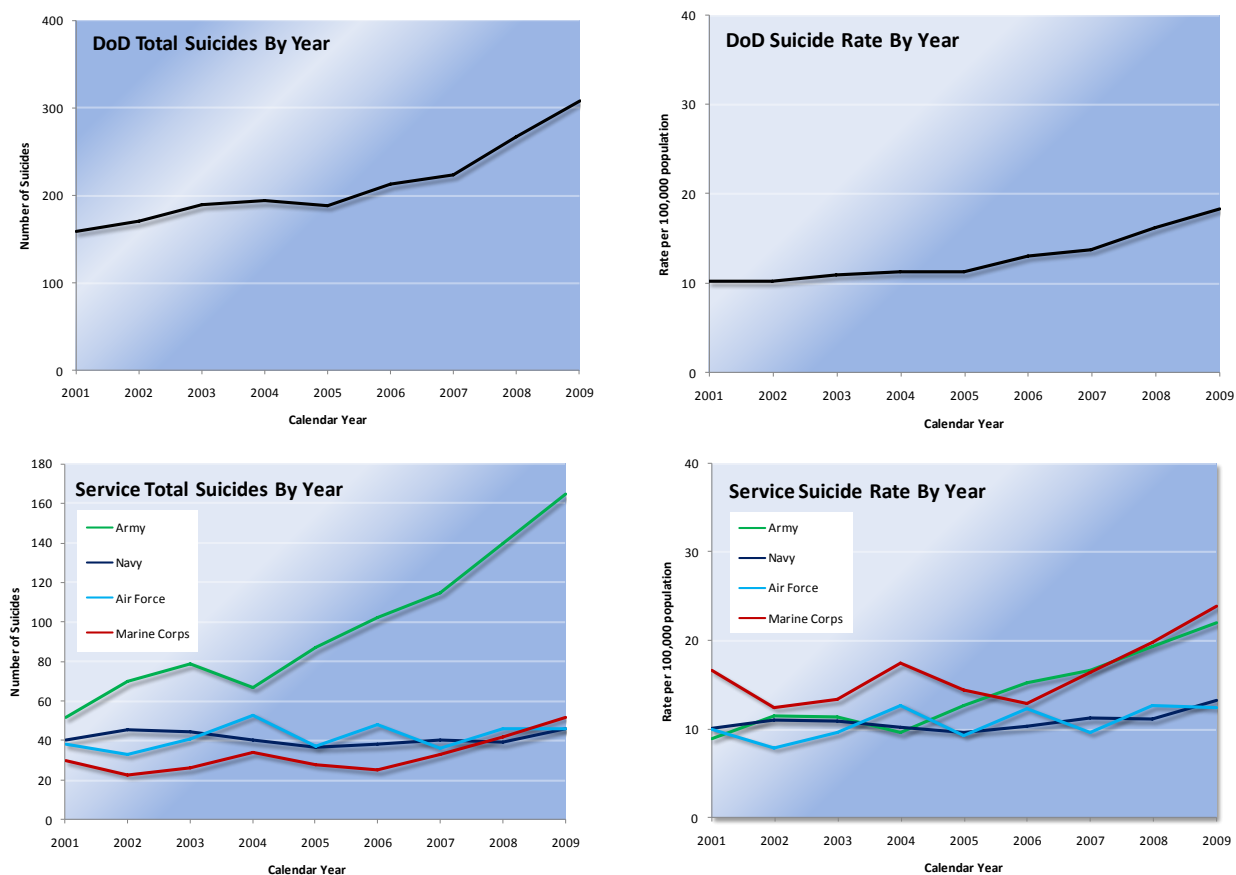 DoD Total Suicides By Year
400
300
200
100
0
Number of Suicides
2001 2002 2003 2004 2005 2006 2007 2008 2009
Calendar Year
DoD Suicide Rate By Year
40
30
20
10
0
Rate per 100,000 population
2001 2002 2003 2004 2005 2006 2007 2008 2009
Calendar Year
Service Total Suicides By Year
180
160
140
120
100
80
60
40
20
0
Number of Suicides
Army
Navy
Air Force
Marine Corps
2001 2002 2003 2004 2005 2006 2007 2008 2009
Calendar Year
Service Suicide Rate By Year
40
30
20
10
0
Rate per 100,000 population
Army
Navy
Air Force
Marine Corps
2001 2002 2003 2004 2005 2006 2007 2008 2009
Calendar Year